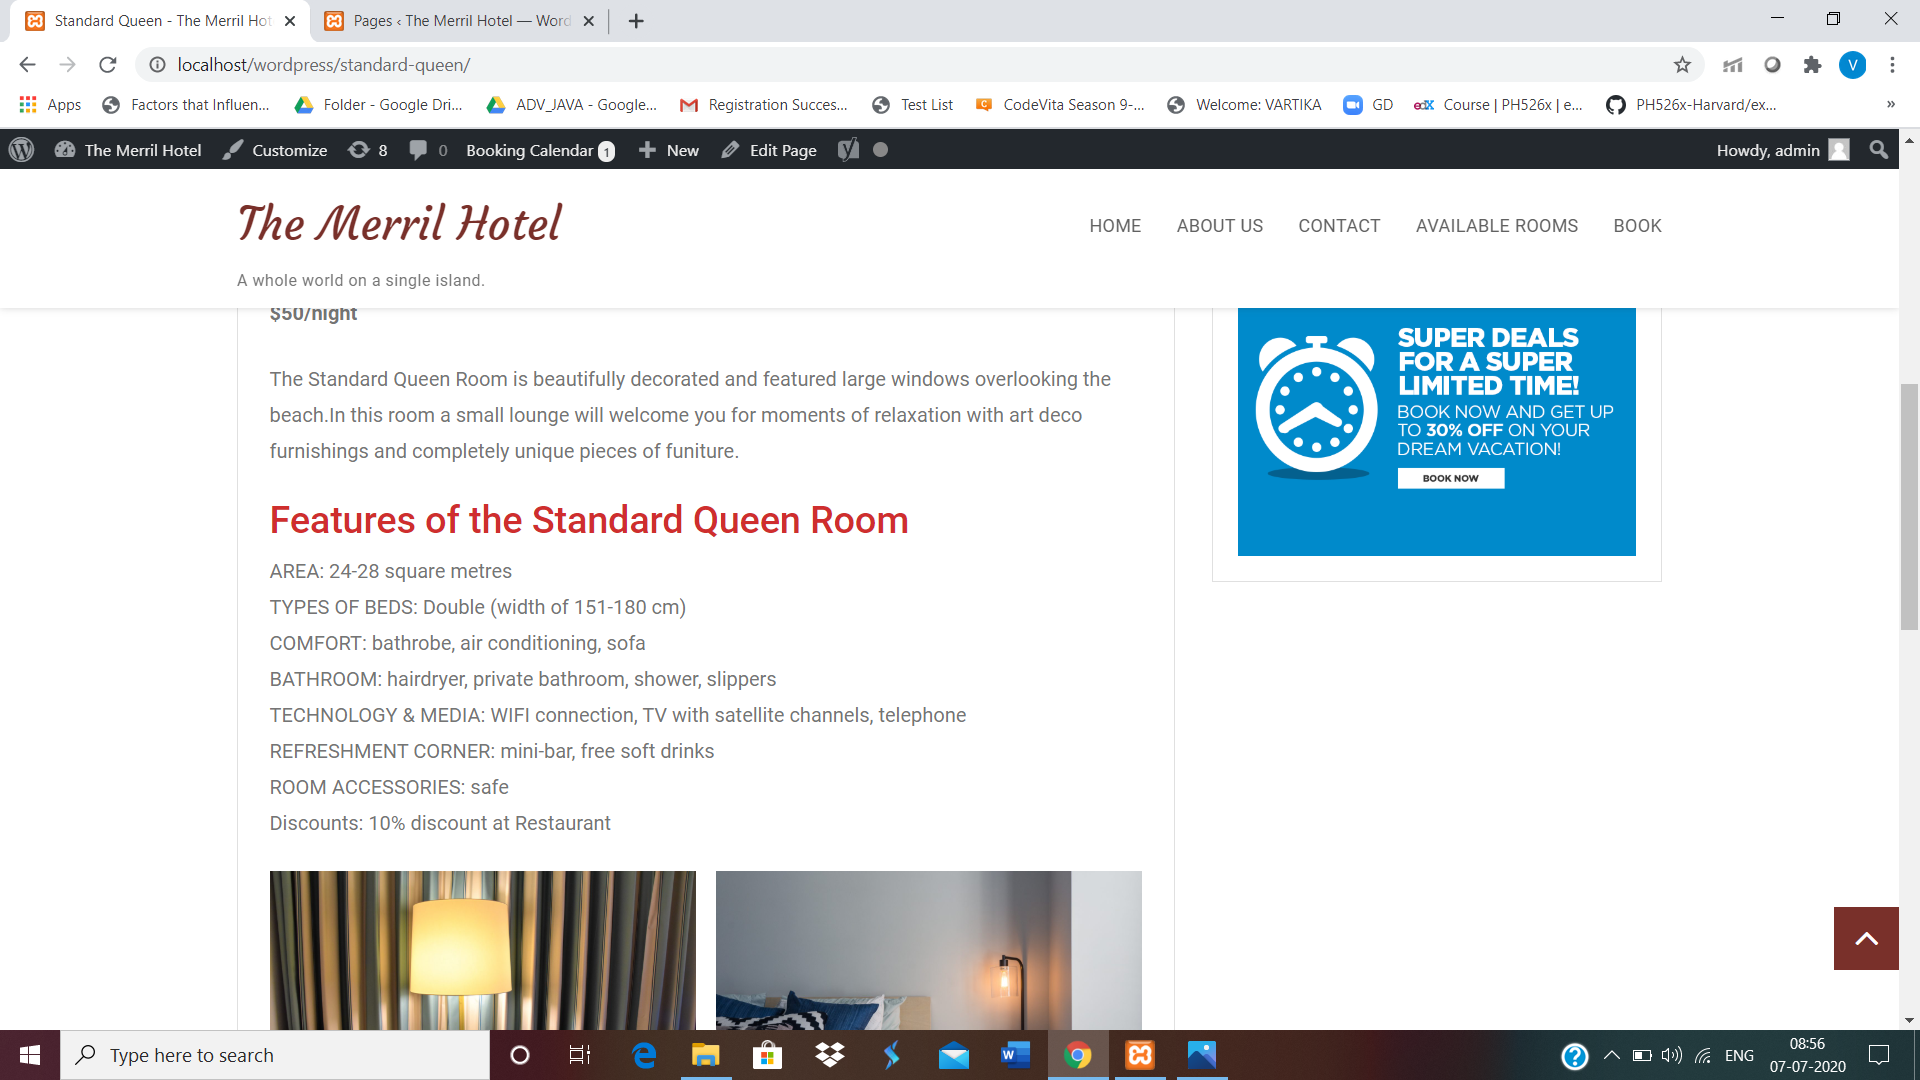 Standard Queen - The Merril Hot
Pages ‹ The Merril Hotel — Word
localhost/wordpress/standard-queen/
V
Apps
Factors that Influen...
Folder - Google Dri...
ADV_JAVA - Google...
Registration Succes...
Test List
CodeVita Season 9-...
Welcome: VARTIKA
GD
edX
Course | PH526x | e...
PH526x-Harvard/ex...
»
The Merril Hotel
Customize
8
0
Booking Calendar 1
New
Edit Page
Howdy, admin
The Merril Hotel
HOME
ABOUT US
CONTACT
AVAILABLE ROOMS
BOOK
A whole world on a single island.
$50/night
The Standard Queen Room is beautifully decorated and featured large windows overlooking the
beach.In this room a small lounge will welcome you for moments of relaxation with art deco
furnishings and completely unique pieces of funiture.
SUPER DEALS
FOR A SUPER
LIMITED TIME!
BOOK NOW AND GET UP
TO 30% OFF ON YOUR
DREAM VACATION!
BOOK NOW
Features of the Standard Queen Room
AREA: 24-28 square metres
TYPES OF BEDS: Double (width of 151-180 cm)
COMFORT: bathrobe, air conditioning, sofa
BATHROOM: hairdryer, private bathroom, shower, slippers
TECHNOLOGY & MEDIA: WIFI connection, TV with satellite channels, telephone
REFRESHMENT CORNER: mini-bar, free soft drinks
ROOM ACCESSORIES: safe
Discounts: 10% discount at Restaurant
Type here to search
ENG
08:56
07-07-2020